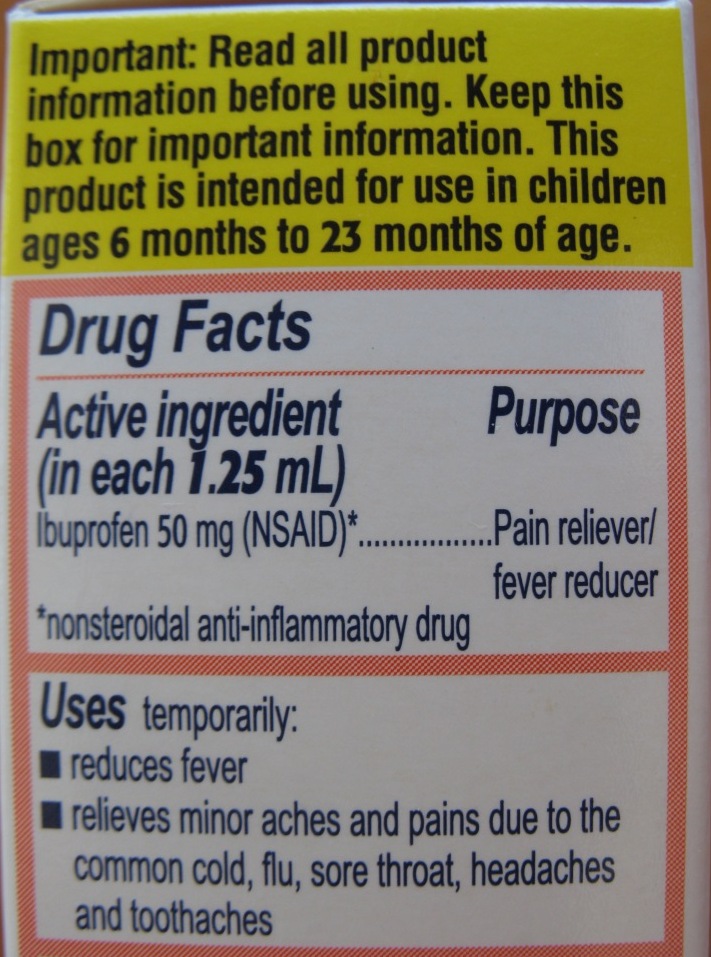 Important: Read all product
information before using. Keep this
box for important information. This
product is intended for use in children
ages 6 months to 23 months of age.
Drug Facts
Active ingredient Purpose
(in each 1.25 mL)
Ibuprofen 50 mg (NSAID)*.................Pain reliever/
fever reducer
*nonsteroidal anti-inflammatory drug
Uses temporarily:
■ reduces fever
■ relieves minor aches and pains due to the
common cold, flu, sore throat, headaches
and toothaches